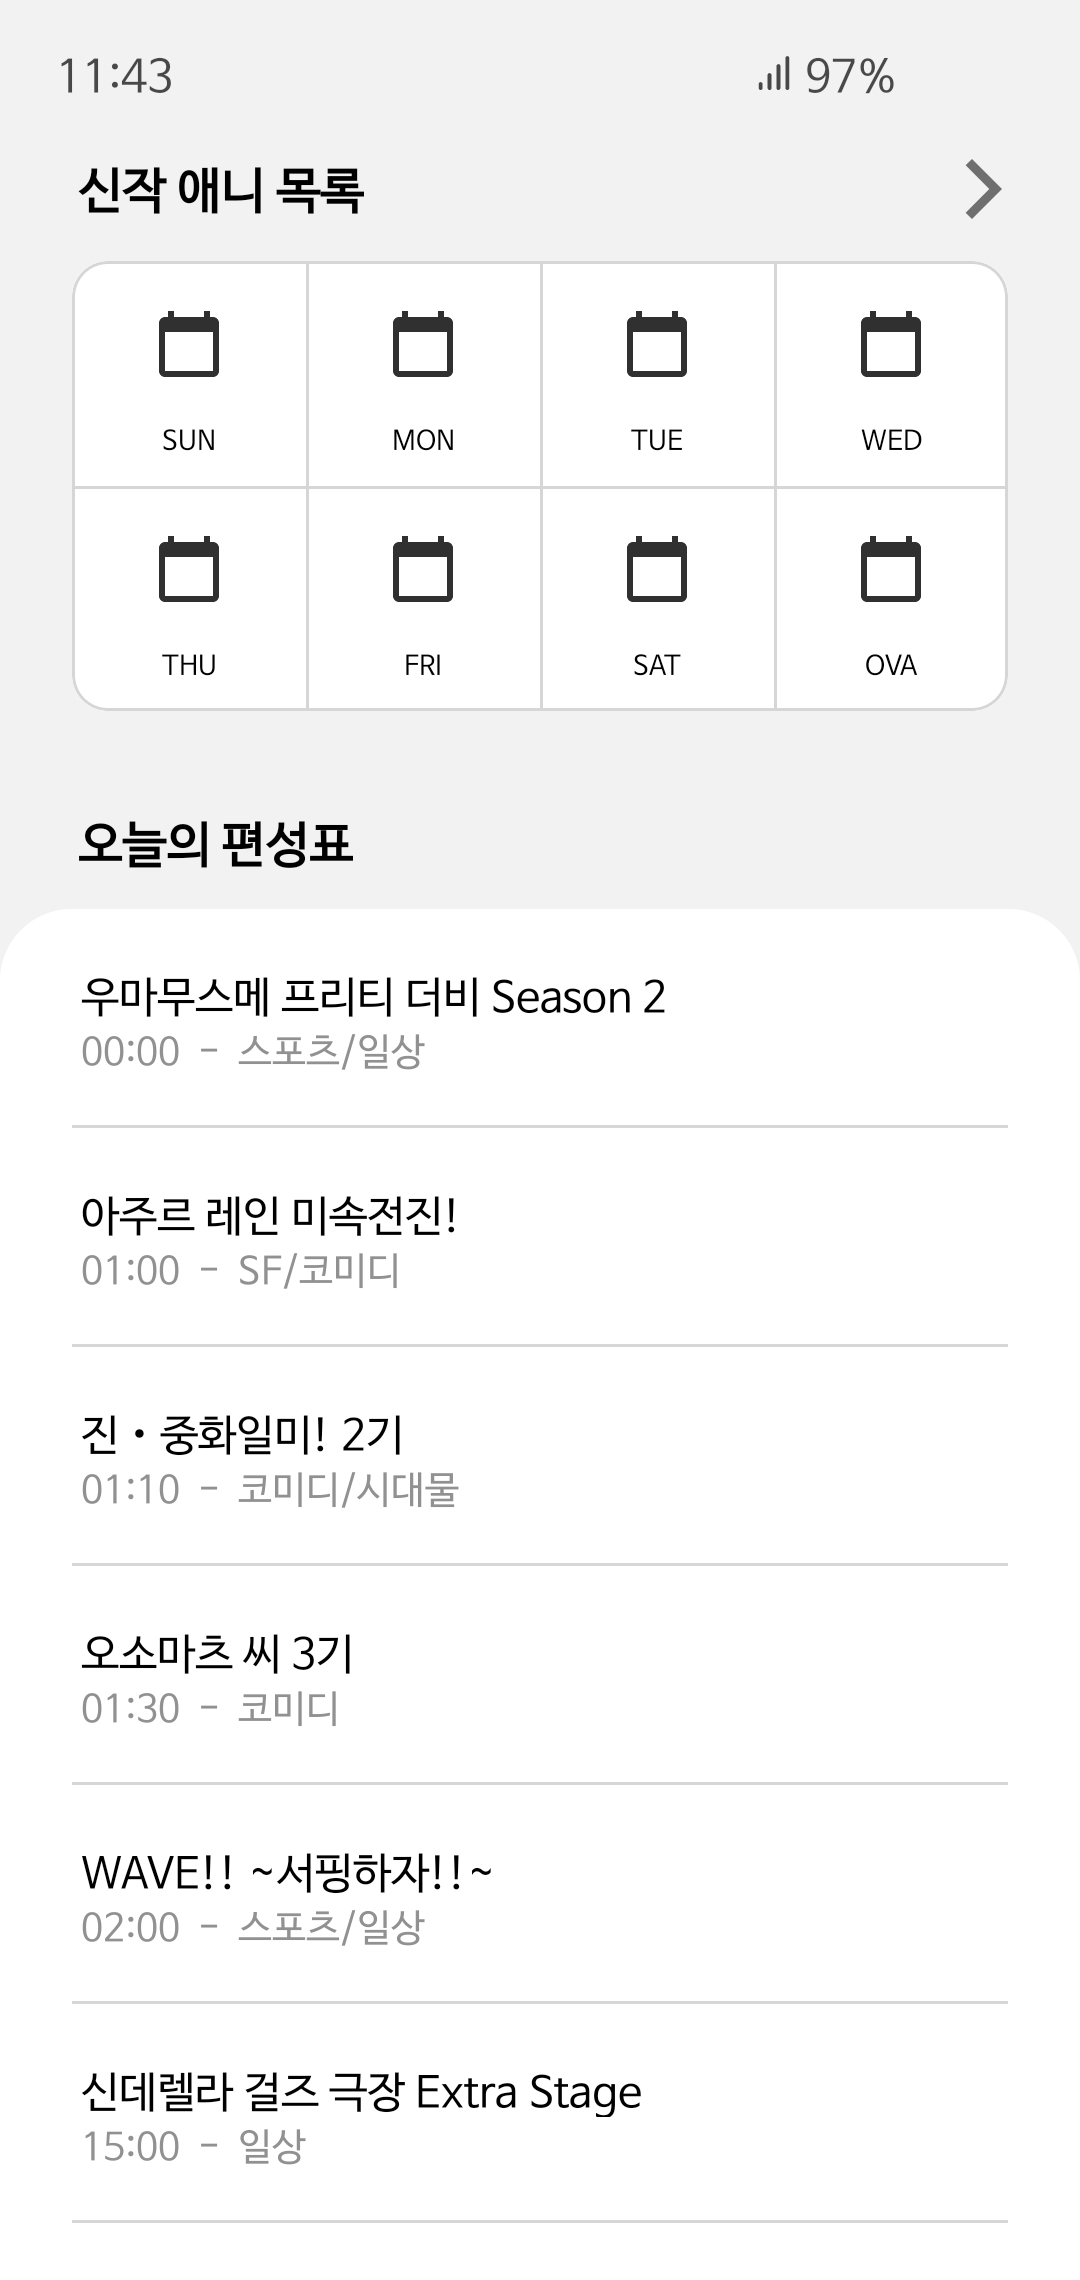 11:43 97%
신작 애니 목록
SUN MON TUE WED
THU FRI SAT OVA
오늘의 편성표
우마무스메 프리티 더비 Season 2
00:00 - 스포츠/일상
아주르 레인 미속전진!
01:00 - SF/코미디
진・중화일미! 2기
01:10 - 코미디/시대물
오소마츠 씨 3기
01:30 - 코미디
WAVE!! ~서핑하자!!~
02:00 - 스포츠/일상
신데렐라 걸즈 극장 Extra Stage
15:00 - 일상